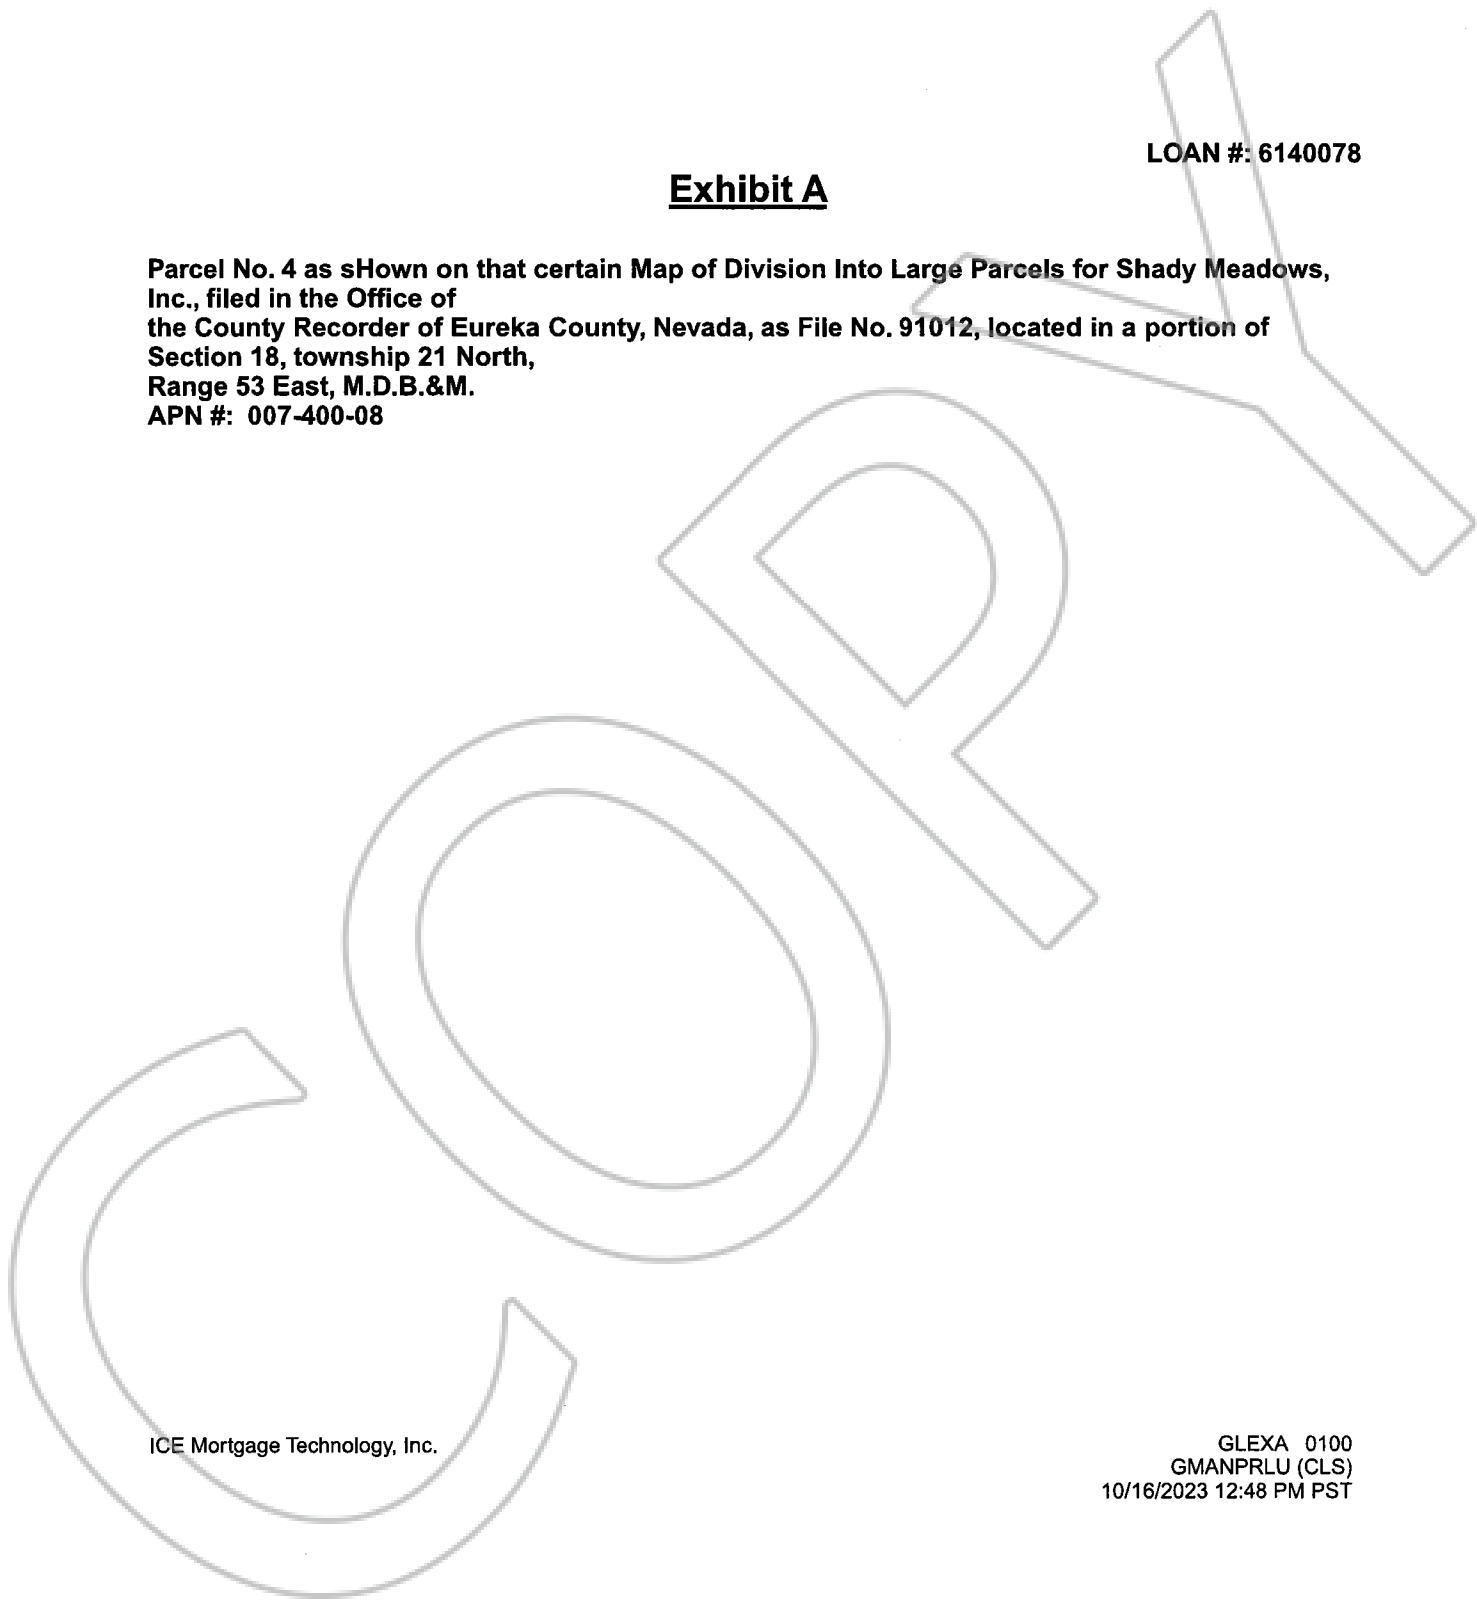 LOAN #: 6140078
Exhibit A
Parcel No. 4 as sHown on that certain Map of Division Into Large Parcels for Shady Meadows,
Inc., filed in the Office of
the County Recorder of Eureka County, Nevada, as File No. 91012, located in a portion of
Section 18, township 21 North,
Range 53 East, M.D.B.&M.
APN #:  007-400-08
COPY
ICE Mortgage Technology, Inc.
GLEXA  0100
GMANPRLU (CLS)
10/16/2023 12:48 PM PST